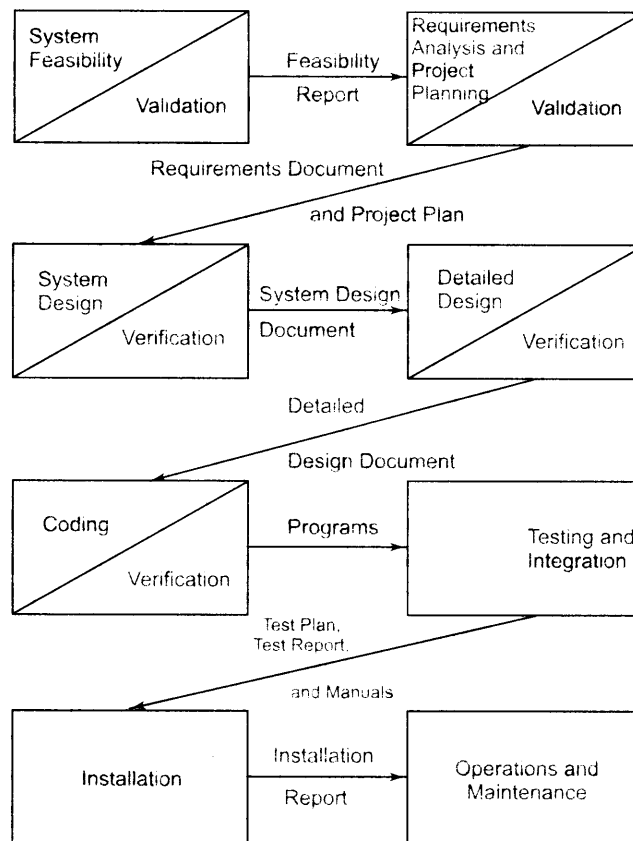 System
Feasibility
Validation
Feasibility
Report
Requirements
Analysis and
Project
Planning
Validation
Requirements Document
and Project Plan
System
Design
Verification
System Design
Document
Detailed
Design
Verification
Detailed
Design Document
Coding
Verification
Programs
Testing and
Integration
Test Plan,
Test Report,
and Manuals
Installation
Installation
Report
Operations and
Maintenance